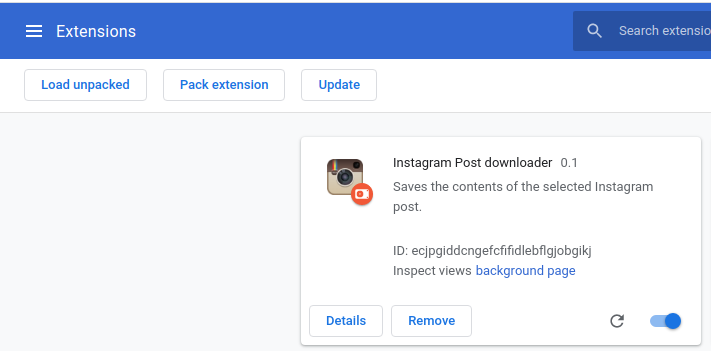 Extensions
Search extensio
Load unpacked
Pack extension
Update
Instagram Post downloader 0.1
Saves the contents of the selected Instagram
post.
ID: ecjpgiddcngefcfifidlebflgjobgikj
Inspect views background page
Details
Remove